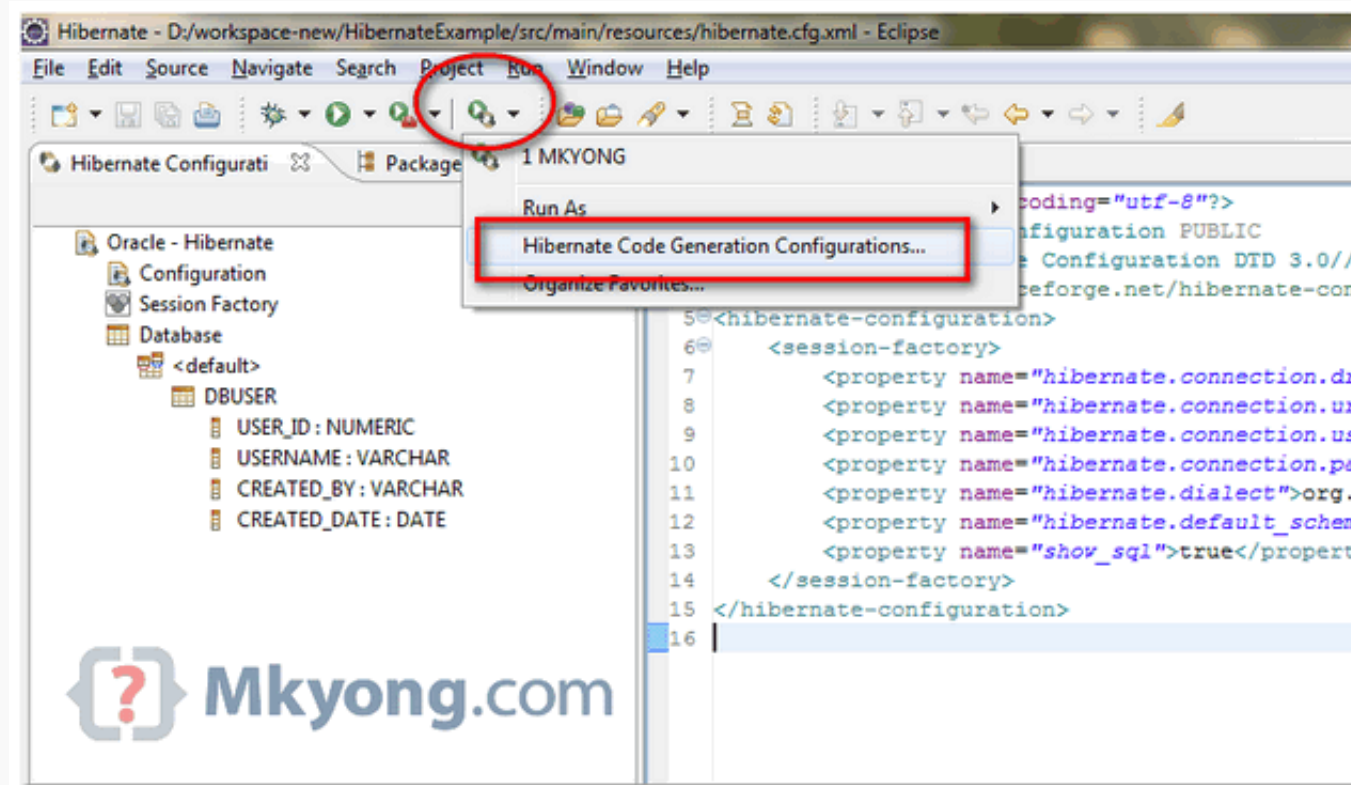 Hibernate - D:/workspace-new/HibernateExample/src/main/resources/hibernate.cfg.xml - Eclipse
File Edit Source Navigate Search Project Run Window Help
Hibernate Configurati
Package
1 MKYONG
Run As
Hibernate Code Generation Configurations...
Organize Favorites...
Oracle - Hibernate
Configuration
Session Factory
Database
<default>
DBUSER
USER_ID : NUMERIC
USERNAME : VARCHAR
CREATED_BY : VARCHAR
CREATED_DATE : DATE
coding="utf-8"?>
nfiguration PUBLIC
e Configuration DTD 3.0//
ceforge.net/hibernate-con
5 <hibernate-configuration>
6 <session-factory>
7 <property name="hibernate.connection.dr
8 <property name="hibernate.connection.ur
9 <property name="hibernate.connection.us
10 <property name="hibernate.connection.pa
11 <property name="hibernate.dialect">org.
12 <property name="hibernate.default_schem
13 <property name="show_sql">true</propert
14 </session-factory>
15 </hibernate-configuration>
16
{?} Mkyong.com